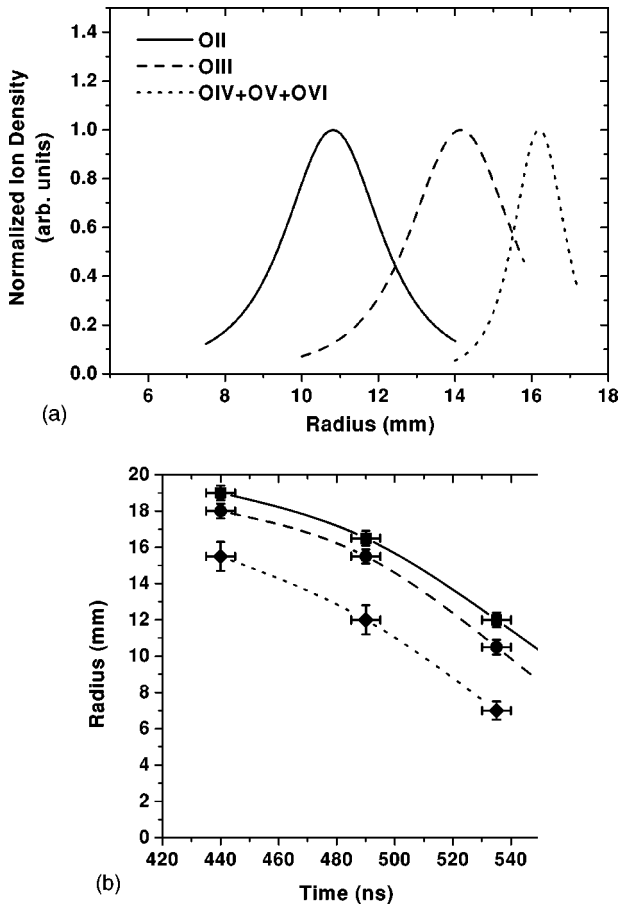 OII
OIII
OIV+OV+OVI
Normalized Ion Density
(arb. units)
1.4
1.2
1.0
0.8
0.6
0.4
0.2
0.0
6 8 10 12 14 16 18
Radius (mm)
(a)
20
18
16
14
12
10
8
6
4
2
0
Radius (mm)
420 440 460 480 500 520 540
Time (ns)
(b)